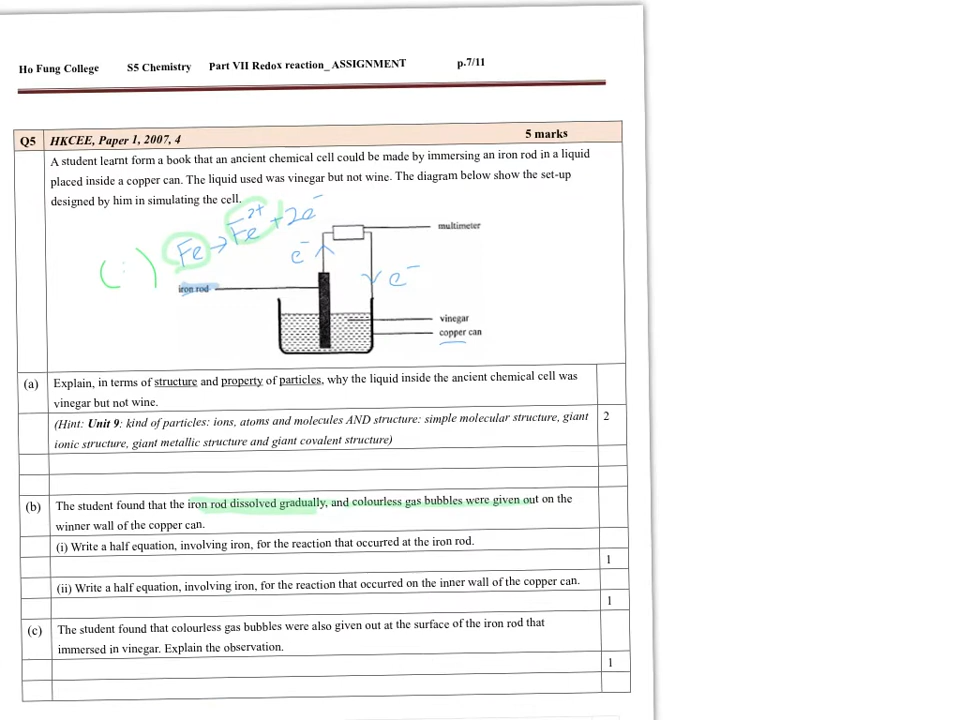 Ho Fung College S5 Chemistry Part VII Redox reaction_ ASSIGNMENT p.7/11
Q5 HKCEE, Paper 1, 2007, 4 5 marks
A student learnt form a book that an ancient chemical cell could be made by immersing an iron rod in a liquid
placed inside a copper can. The liquid used was vinegar but not wine. The diagram below show the set-up
designed by him in simulating the cell.
(i) Fe → Fe²⁺ + 2e⁻
multimeter
e⁻
e⁻
iron rod
vinegar
copper can
(a) Explain, in terms of structure and property of particles, why the liquid inside the ancient chemical cell was
vinegar but not wine.
(Hint: Unit 9: kind of particles: ions, atoms and molecules AND structure: simple molecular structure, giant 2
ionic structure, giant metallic structure and giant covalent structure)
(b) The student found that the iron rod dissolved gradually, and colourless gas bubbles were given out on the
winner wall of the copper can.
(i) Write a half equation, involving iron, for the reaction that occurred at the iron rod.
1
(ii) Write a half equation, involving iron, for the reaction that occurred on the inner wall of the copper can.
1
(c) The student found that colourless gas bubbles were also given out at the surface of the iron rod that
immersed in vinegar. Explain the observation.
1